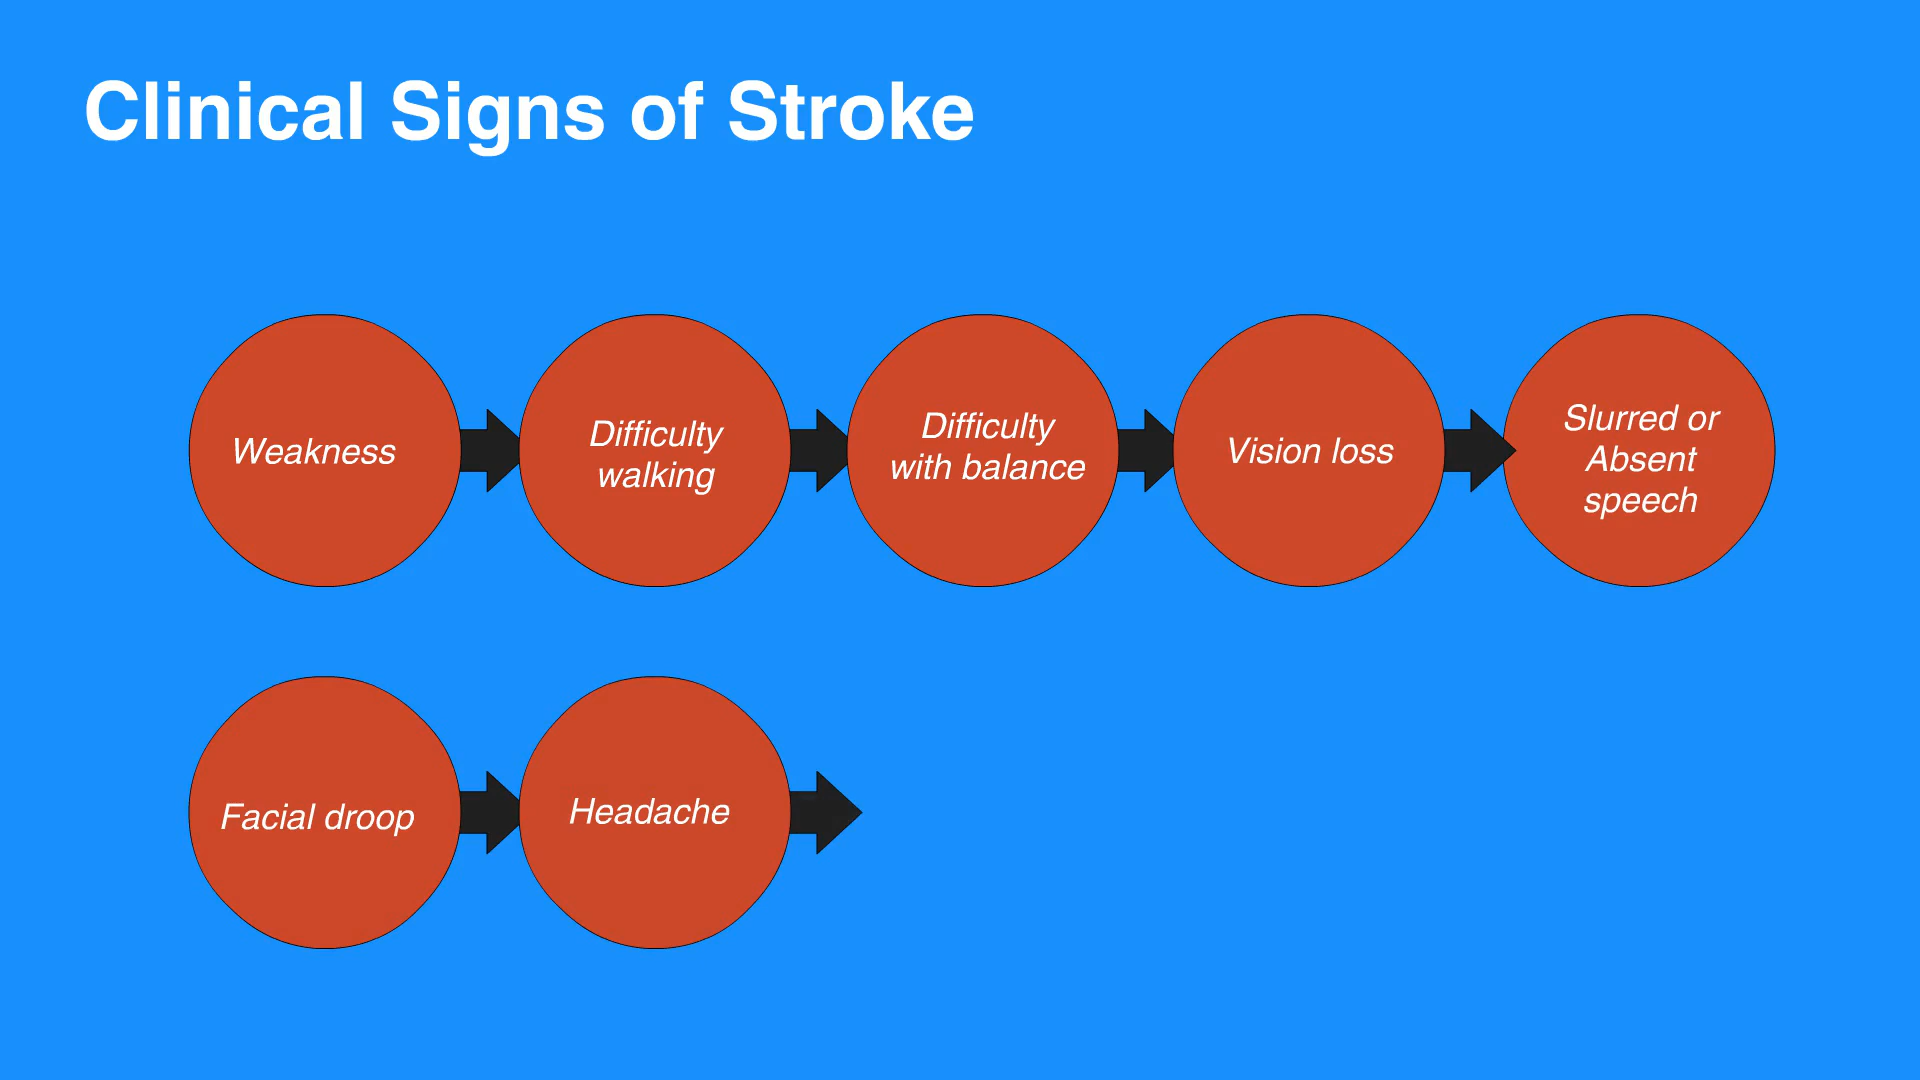 Clinical Signs of Stroke
Weakness
Difficulty
walking
Difficulty
with balance
Vision loss
Slurred or
Absent
speech
Facial droop
Headache